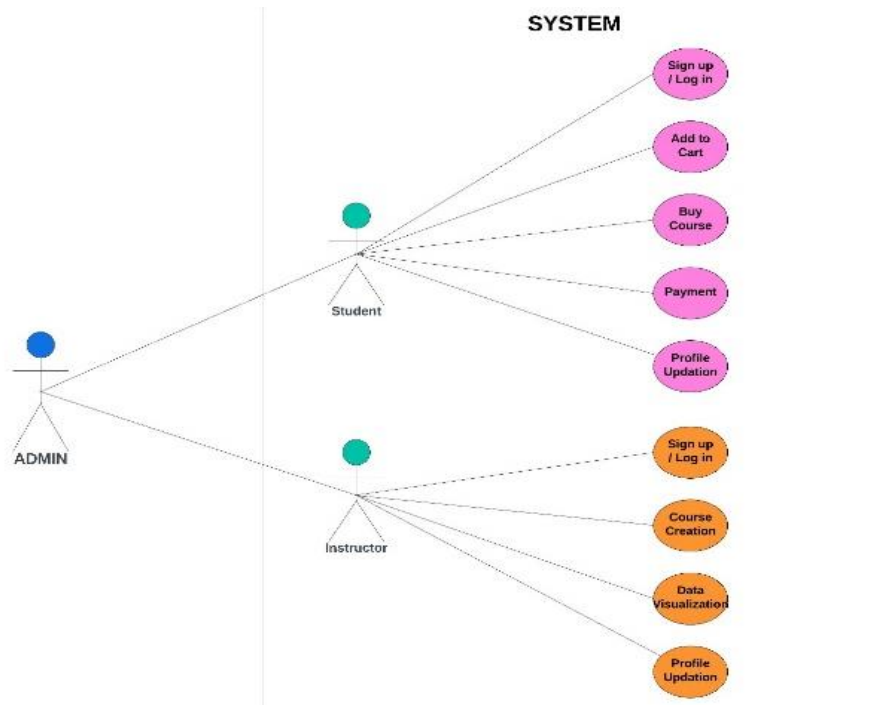 SYSTEM
Sign up
/ Log in
Add to
Cart
Buy
Course
Payment
Student
Profile
Updation
ADMIN
Sign up
/ Log in
Course
Creation
Instructor
Data
Visualization
Profile
Updation